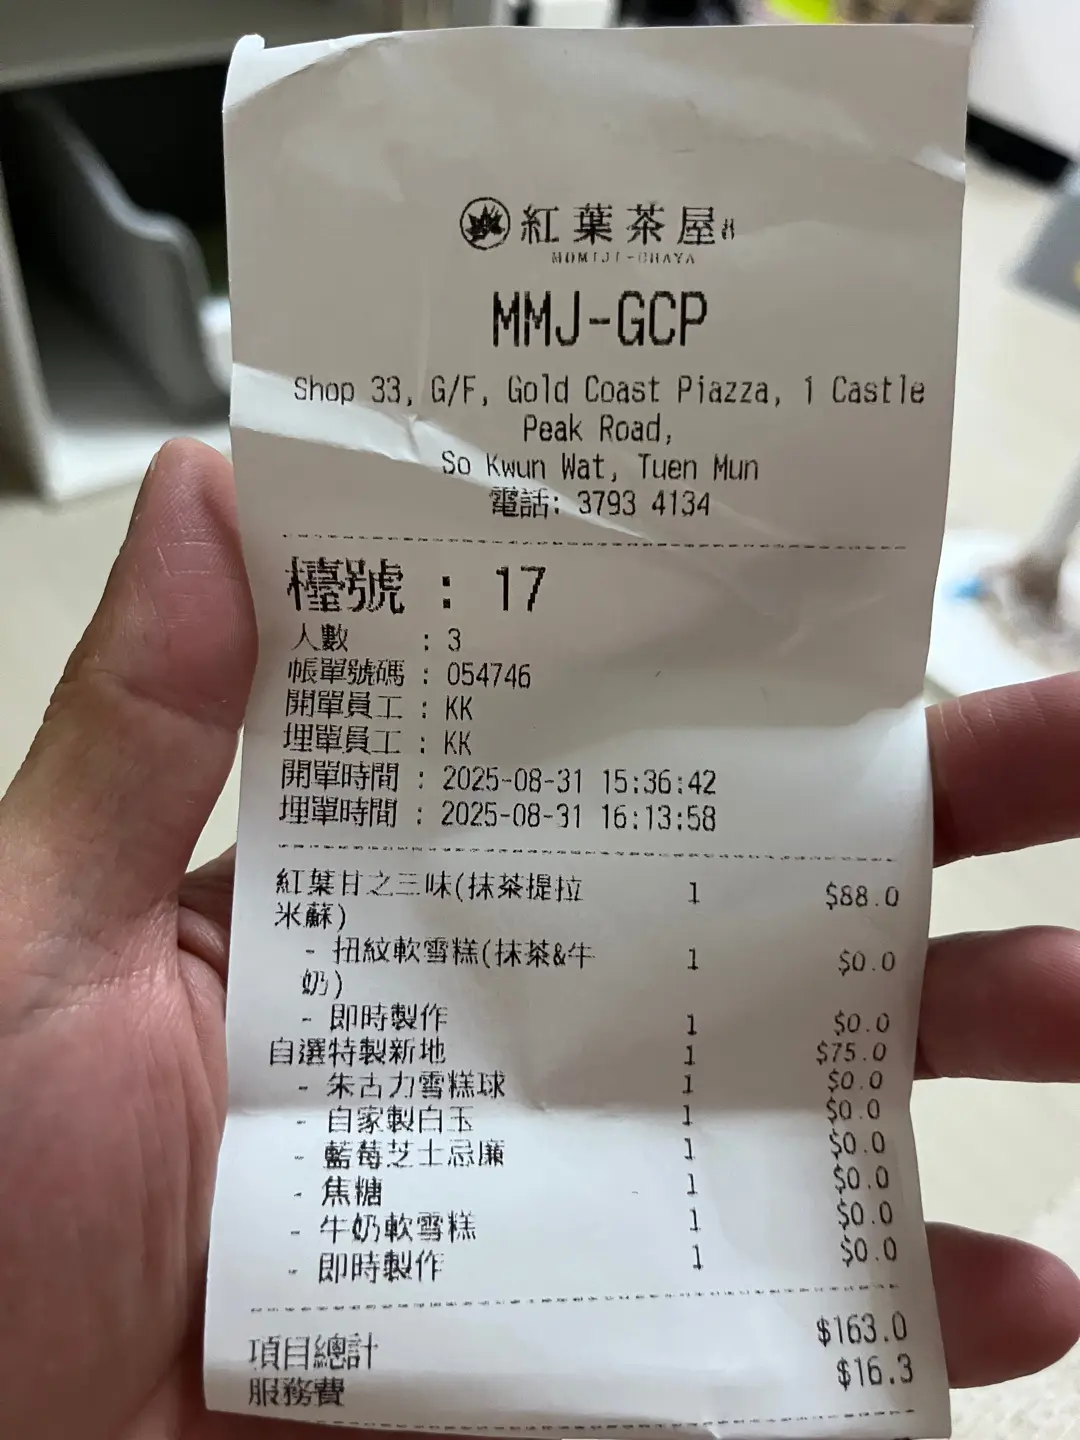 紅葉茶屋
MOMIJI-CHAYA
MMJ-GCP
Shop 33, G/F, Gold Coast Piazza, 1 Castle
Peak Road,
So Kwun Wat, Tuen Mun
電話: 3793 4134
檯號 : 17
人數 : 3
帳單號碼 : 054746
開單員工 : KK
埋單員工 : KK
開單時間 : 2025-08-31 15:36:42
埋單時間 : 2025-08-31 16:13:58
紅葉甘之三味(抹茶提拉 1 $88.0
米蘇)
- 扭紋軟雪糕(抹茶&牛 1 $0.0
奶)
- 即時製作 1 $0.0
自選特製新地 1 $75.0
- 朱古力雪糕球 1 $0.0
- 自家製白玉 1 $0.0
- 藍莓芝士忌廉 1 $0.0
- 焦糖 1 $0.0
- 牛奶軟雪糕 1 $0.0
- 即時製作 1 $0.0
項目總計 $163.0
服務費 $16.3